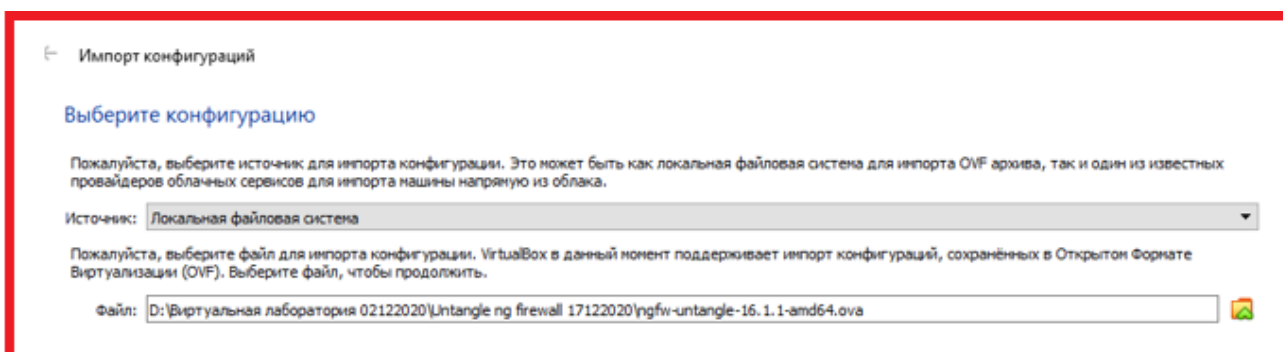 Импорт конфигураций
Выберите конфигурацию
Пожалуйста, выберите источник для импорта конфигурации. Это может быть как локальная файловая система для импорта OVF архива, так и один из известных
провайдеров облачных сервисов для импорта машины напрямую из облака.
Источник: Локальная файловая система
Пожалуйста, выберите файл для импорта конфигурации. VirtualBox в данный момент поддерживает импорт конфигураций, сохранённых в Открытом Формате
Виртуализации (OVF). Выберите файл, чтобы продолжить.
Файл: D:\Виртуальная лаборатория 02122020\Untangle ng firewall 17122020\ngfw-untangle-16.1.1-amd64.ova